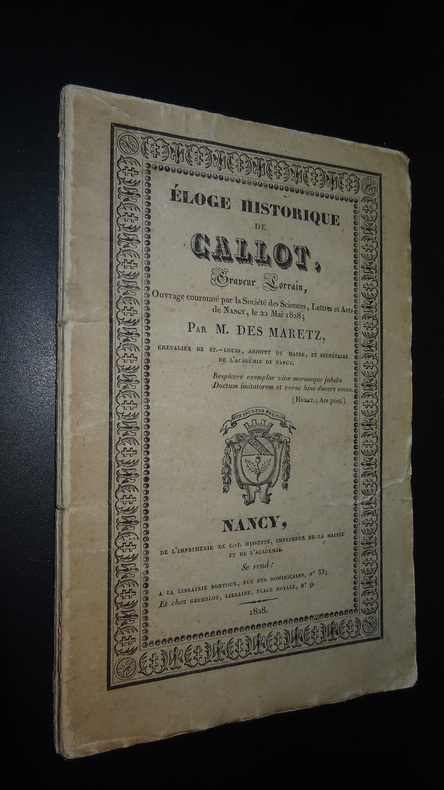 ÉLOGE HISTORIQUE
DE
CALLOT,
Graveur Lorrain,
Ouvrage couronné par la Société des Sciences, Lettres et Arts
de NANCY, le 22 Mai 1828;
PAR M. DES MARETZ,
CHEVALIER DE ST.-LOUIS, ADJOINT DU MAIRE, ET SECRÉTAIRE
DE L'ACADÉMIE DE NANCY.
Respicere exemplar vitæ morumque jubebo
Doctum imitatorem et veras hinc ducere voces.
(HORAT., Ars poet.)
NANCY,
DE L'IMPRIMERIE DE C.-J. HISSETTE, IMPRIMEUR DE LA MAIRIE
ET DE L'ACADÉMIE.
Se vend:
A LA LIBRAIRIE BONTOUX, RUE DES DOMINICAINS, N° 53;
Et chez GRIMBLOT, LIBRAIRE, PLACE ROYALE, N° 9.
1828.